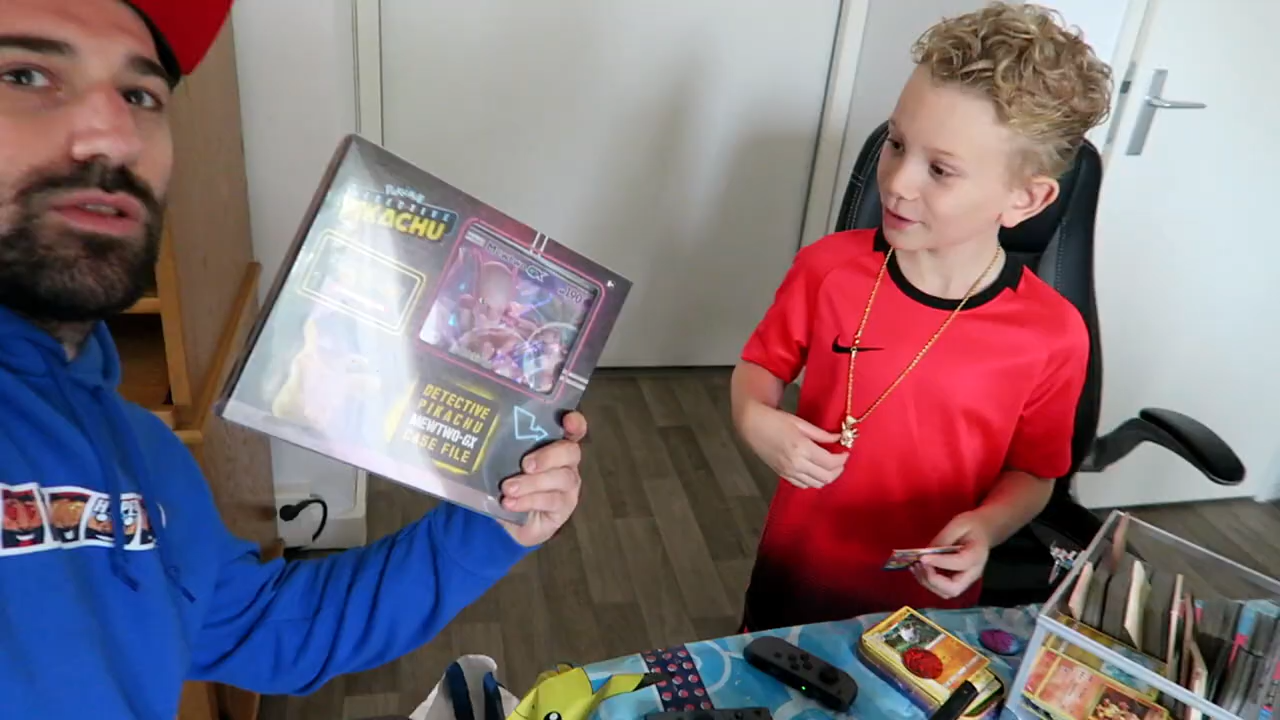 POKÉMON
DETECTIVE
PIKACHU
MEWTWO GX
190
DETECTIVE
PIKACHU
MEWTWO-GX
CASE FILE